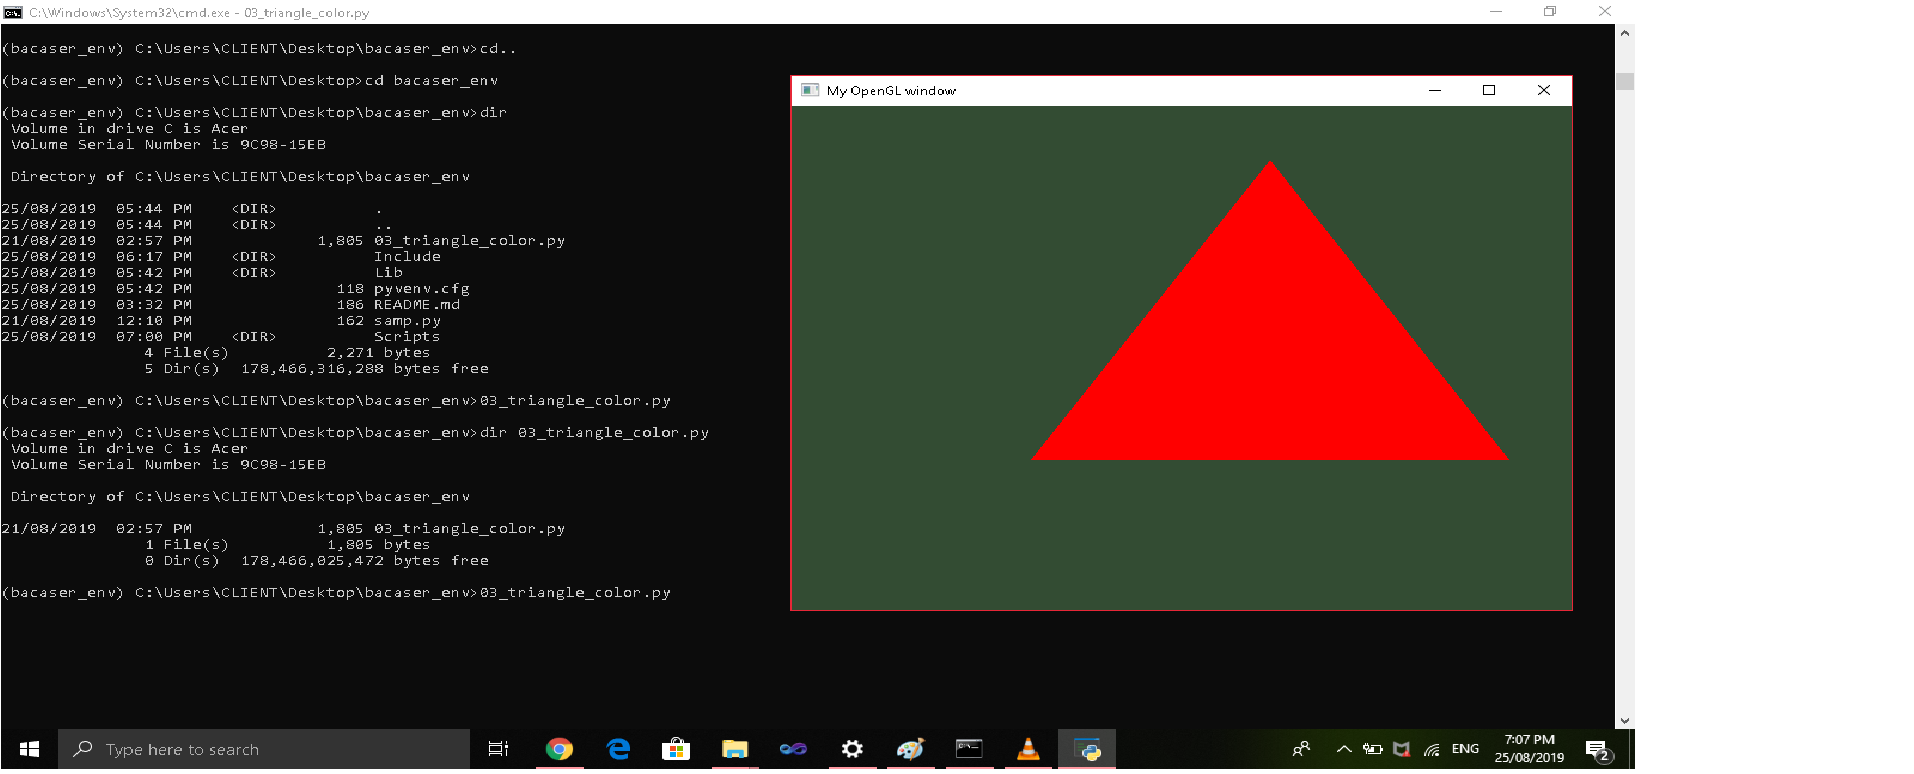 C:\Windows\System32\cmd.exe - 03_triangle_color.py
(bacaser_env) C:\Users\CLIENT\Desktop\bacaser_env>cd..
(bacaser_env) C:\Users\CLIENT\Desktop>cd bacaser_env
(bacaser_env) C:\Users\CLIENT\Desktop\bacaser_env>dir
Volume in drive C is Acer
Volume Serial Number is 9C98-15EB
Directory of C:\Users\CLIENT\Desktop\bacaser_env
25/08/2019 05:44 PM <DIR> .
25/08/2019 05:44 PM <DIR> ..
21/08/2019 02:57 PM 1,805 03_triangle_color.py
25/08/2019 06:17 PM <DIR> Include
25/08/2019 05:42 PM <DIR> Lib
25/08/2019 05:42 PM 118 pyvenv.cfg
25/08/2019 03:32 PM 186 README.md
21/08/2019 12:10 PM 162 samp.py
25/08/2019 07:00 PM <DIR> Scripts
4 File(s) 2,271 bytes
5 Dir(s) 178,466,316,288 bytes free
(bacaser_env) C:\Users\CLIENT\Desktop\bacaser_env>03_triangle_color.py
(bacaser_env) C:\Users\CLIENT\Desktop\bacaser_env>dir 03_triangle_color.py
Volume in drive C is Acer
Volume Serial Number is 9C98-15EB
Directory of C:\Users\CLIENT\Desktop\bacaser_env
21/08/2019 02:57 PM 1,805 03_triangle_color.py
1 File(s) 1,805 bytes
0 Dir(s) 178,466,025,472 bytes free
(bacaser_env) C:\Users\CLIENT\Desktop\bacaser_env>03_triangle_color.py
My OpenGL window
Type here to search
ENG
7:07 PM
25/08/2019
2